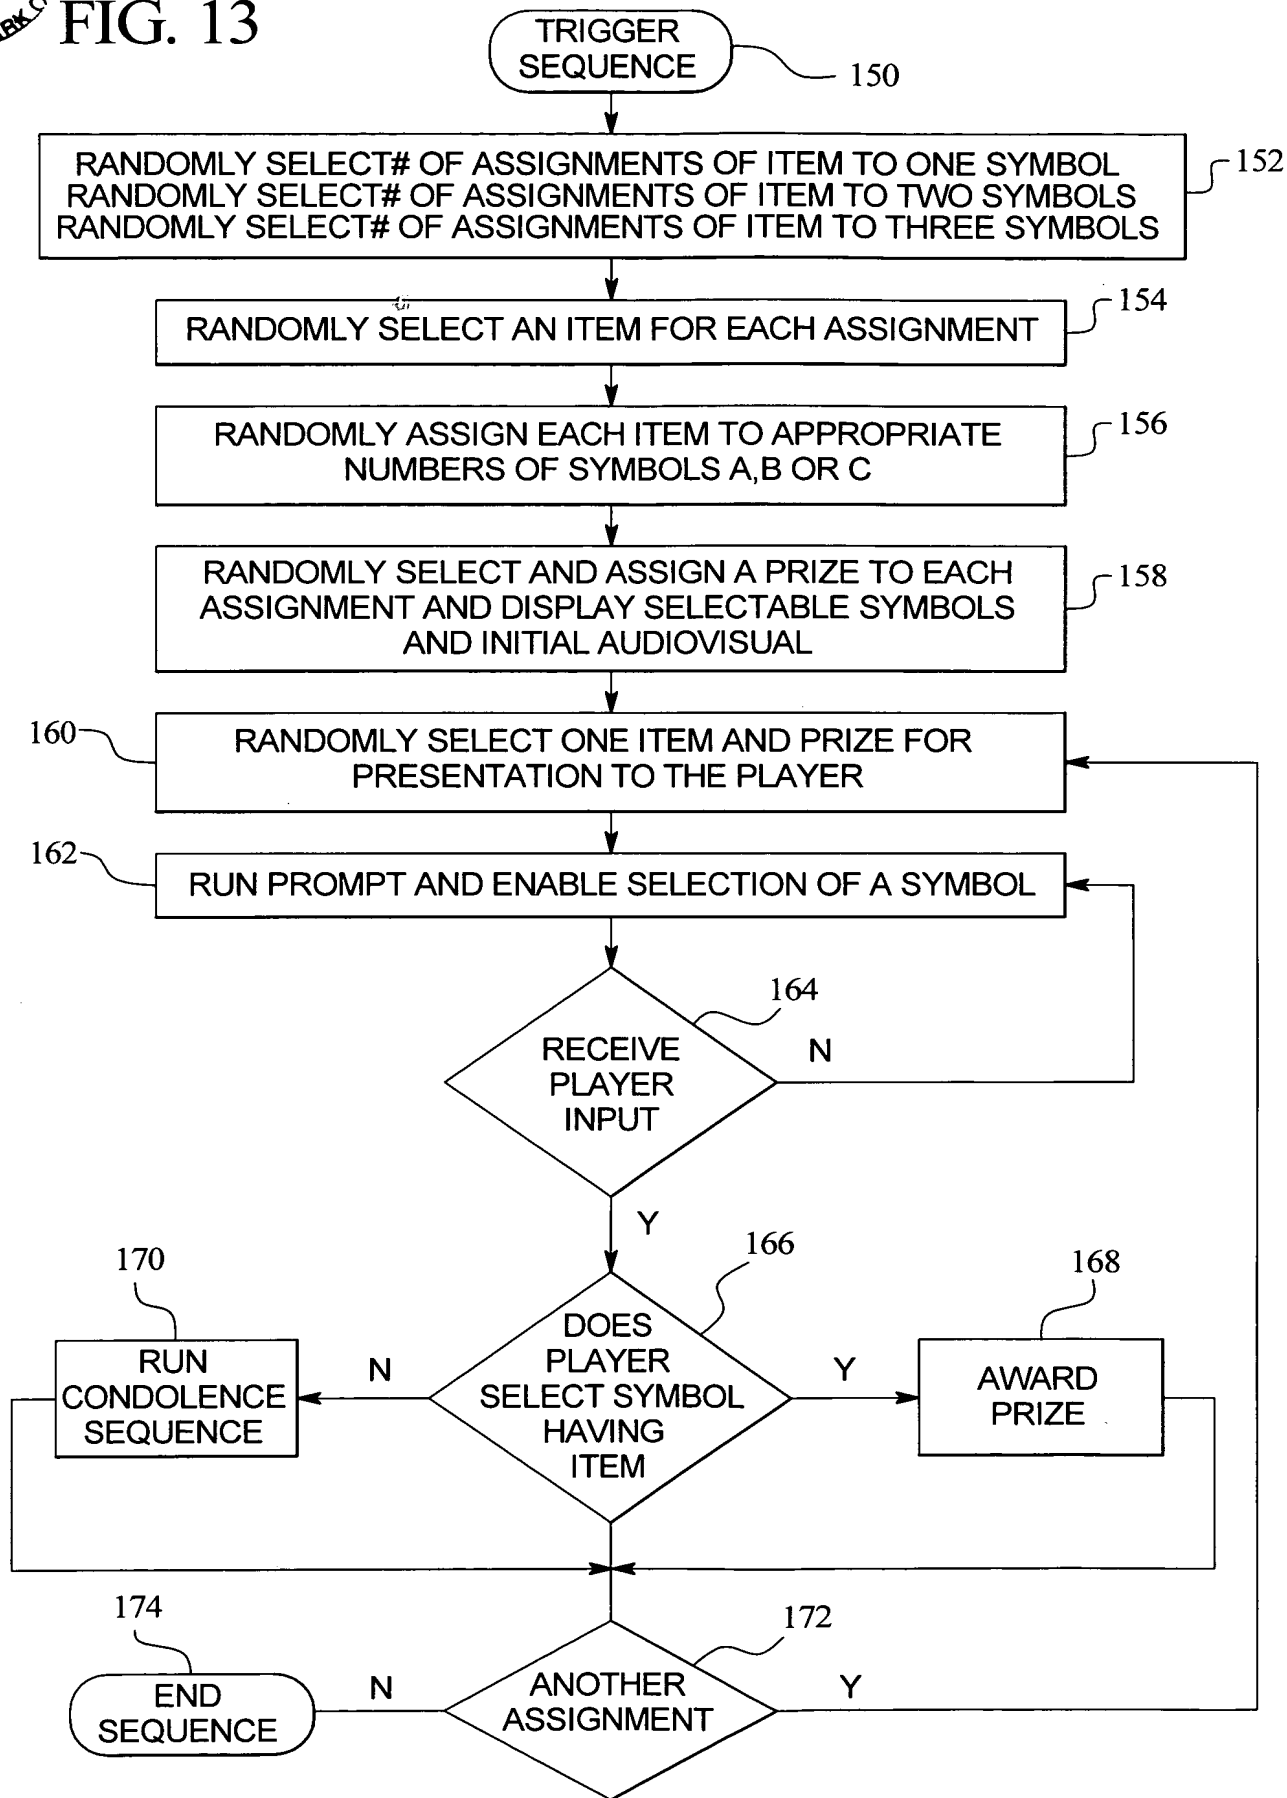 FIG. 13
TRIGGER
SEQUENCE
150
RANDOMLY SELECT# OF ASSIGNMENTS OF ITEM TO ONE SYMBOL
RANDOMLY SELECT# OF ASSIGNMENTS OF ITEM TO TWO SYMBOLS
RANDOMLY SELECT# OF ASSIGNMENTS OF ITEM TO THREE SYMBOLS
152
RANDOMLY SELECT AN ITEM FOR EACH ASSIGNMENT
154
RANDOMLY ASSIGN EACH ITEM TO APPROPRIATE
NUMBERS OF SYMBOLS A,B OR C
156
RANDOMLY SELECT AND ASSIGN A PRIZE TO EACH
ASSIGNMENT AND DISPLAY SELECTABLE SYMBOLS
AND INITIAL AUDIOVISUAL
158
160
RANDOMLY SELECT ONE ITEM AND PRIZE FOR
PRESENTATION TO THE PLAYER
162
RUN PROMPT AND ENABLE SELECTION OF A SYMBOL
164
RECEIVE
PLAYER
INPUT
N
Y
166
DOES
PLAYER
SELECT SYMBOL
HAVING
ITEM
170
RUN
CONDOLENCE
SEQUENCE
N
Y
168
AWARD
PRIZE
174
END
SEQUENCE
N
172
ANOTHER
ASSIGNMENT
Y